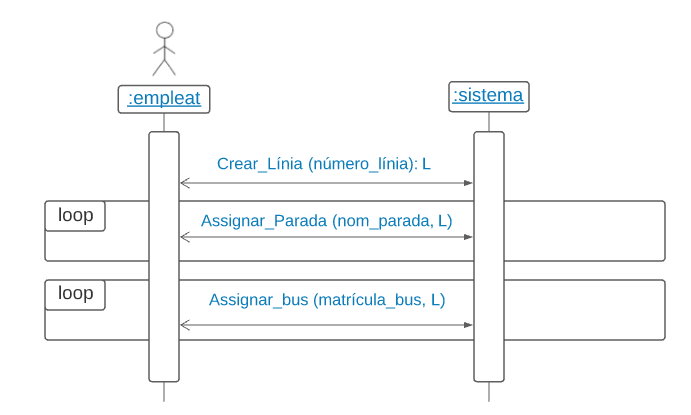 :empleat
:sistema
Crear_Línia (número_línia): L
loop
Assignar_Parada (nom_parada, L)
loop
Assignar_bus (matrícula_bus, L)